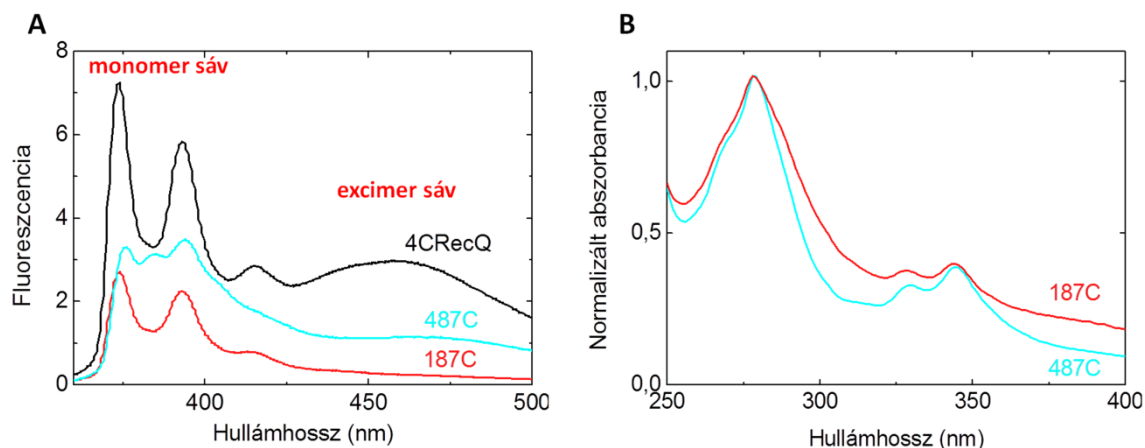 A
8
6
4
2
0
Fluoreszcencia
monomer sáv
excimer sáv
4CRecQ
487C
187C
400
450
500
Hullámhossz (nm)
B
1,0
0,5
0,0
Normalizált abszorbancia
187C
487C
250
300
350
400
Hullámhossz (nm)